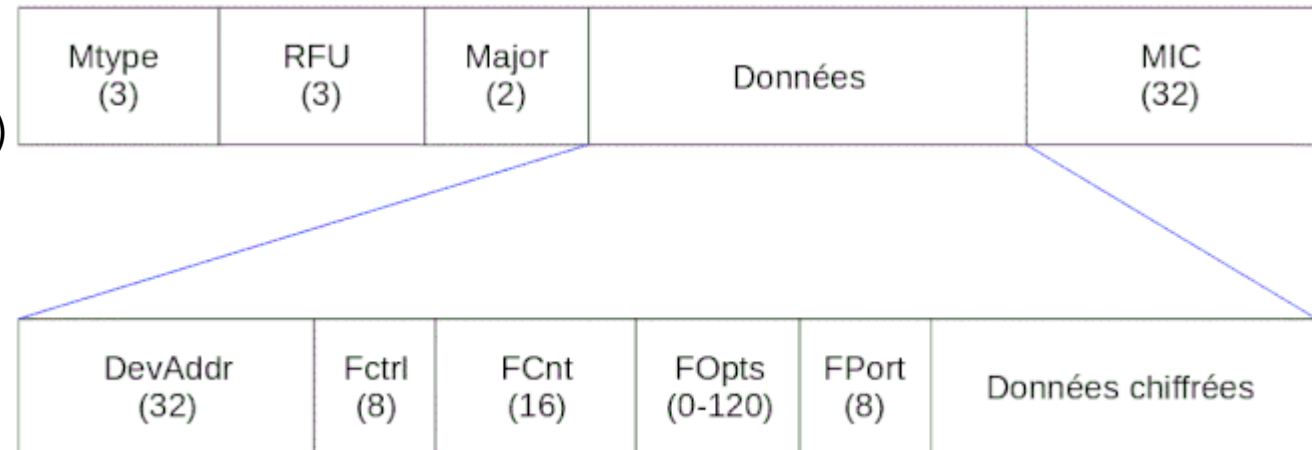 Mtype
(3)
RFU
(3)
Major
(2)
Données
MIC
(32)
)
DevAddr
(32)
Fctrl
(8)
FCnt
(16)
FOpts
(0-120)
FPort
(8)
Données chiffrées